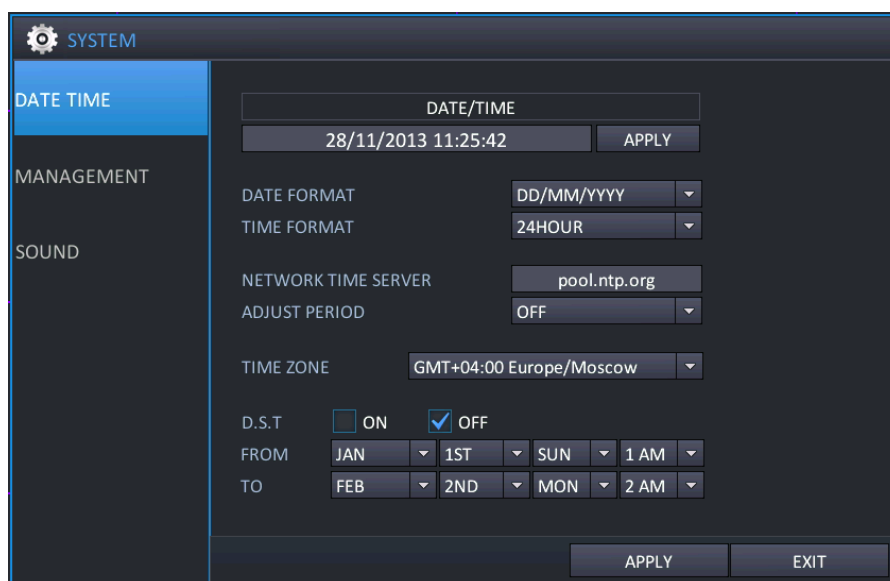 SYSTEM
DATE TIME
MANAGEMENT
SOUND
DATE/TIME
28/11/2013 11:25:42 APPLY
DATE FORMAT DD/MM/YYYY
TIME FORMAT 24HOUR
NETWORK TIME SERVER pool.ntp.org
ADJUST PERIOD OFF
TIME ZONE GMT+04:00 Europe/Moscow
D.S.T ON OFF
FROM JAN 1ST SUN 1 AM
TO FEB 2ND MON 2 AM
APPLY EXIT